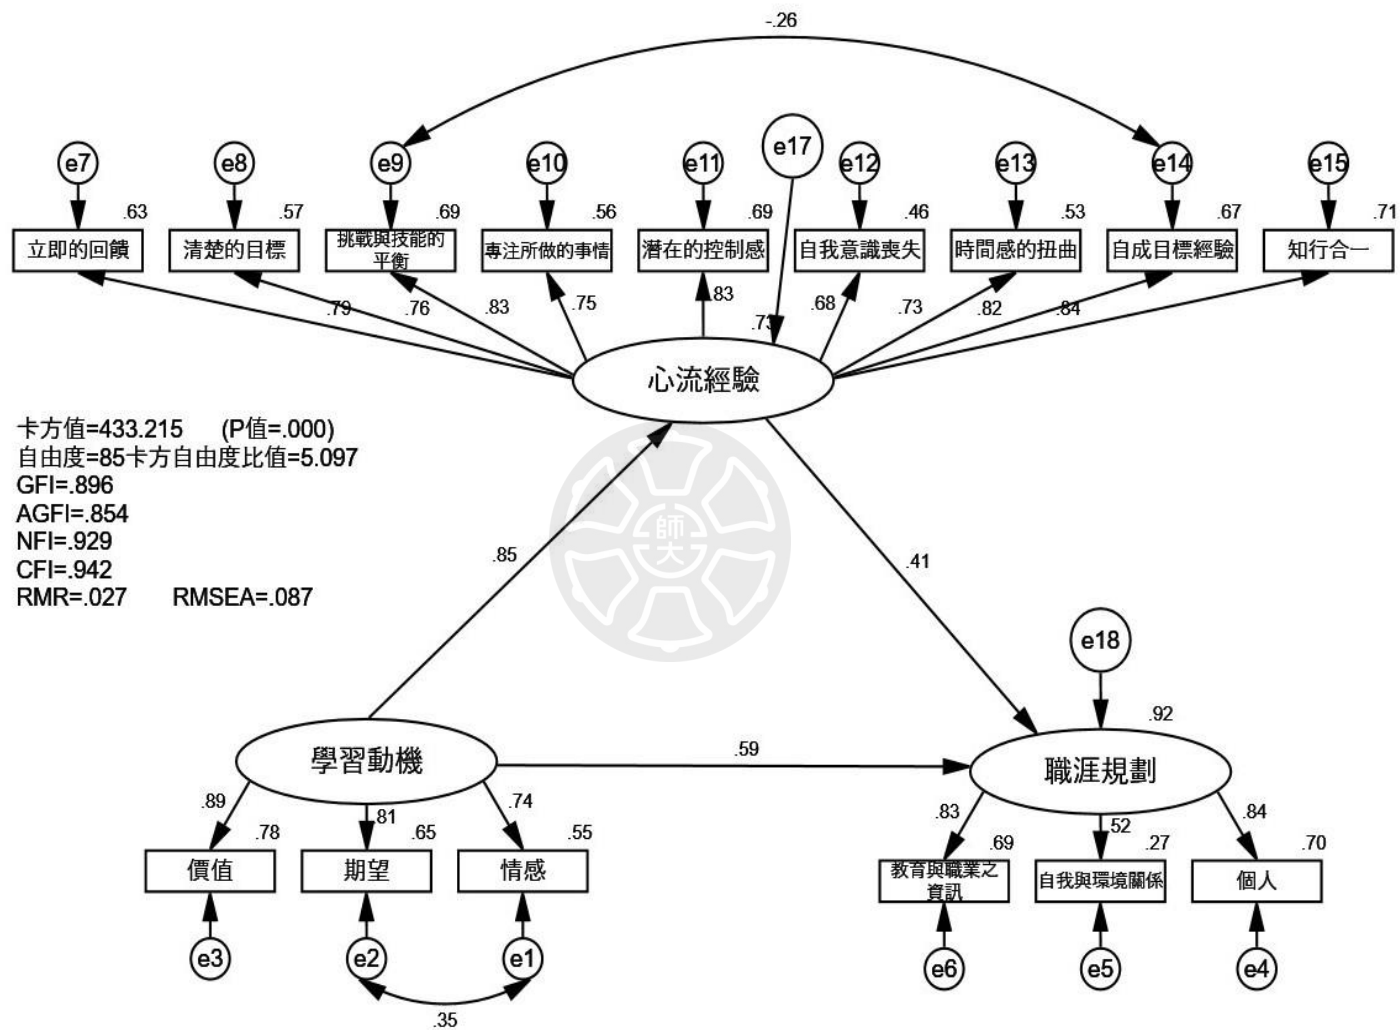 -.26
e7
e8
e9
e10
e11
e17
e12
e13
e14
e15
.63
.57
.69
.56
.69
.46
.53
.67
.71
立即的回饋
清楚的目標
挑戰與技能的
平衡
專注所做的事情
潛在的控制感
自我意識喪失
時間感的扭曲
自成目標經驗
知行合一
.79
.76
.83
.75
.83
.73
.68
.73
.82
.84
心流經驗
卡方值=433.215 (P值=.000)
自由度=85卡方自由度比值=5.097
GFI=.896
AGFI=.854
NFI=.929
CFI=.942
RMR=.027 RMSEA=.087
師大
.85
.41
e18
.92
學習動機
.59
職涯規劃
.89
.81
.74
.78
.65
.55
價值
期望
情感
e3
e2
e1
.35
.83
.52
.84
.69
.27
.70
教育與職業之
資訊
自我與環境關係
個人
e6
e5
e4